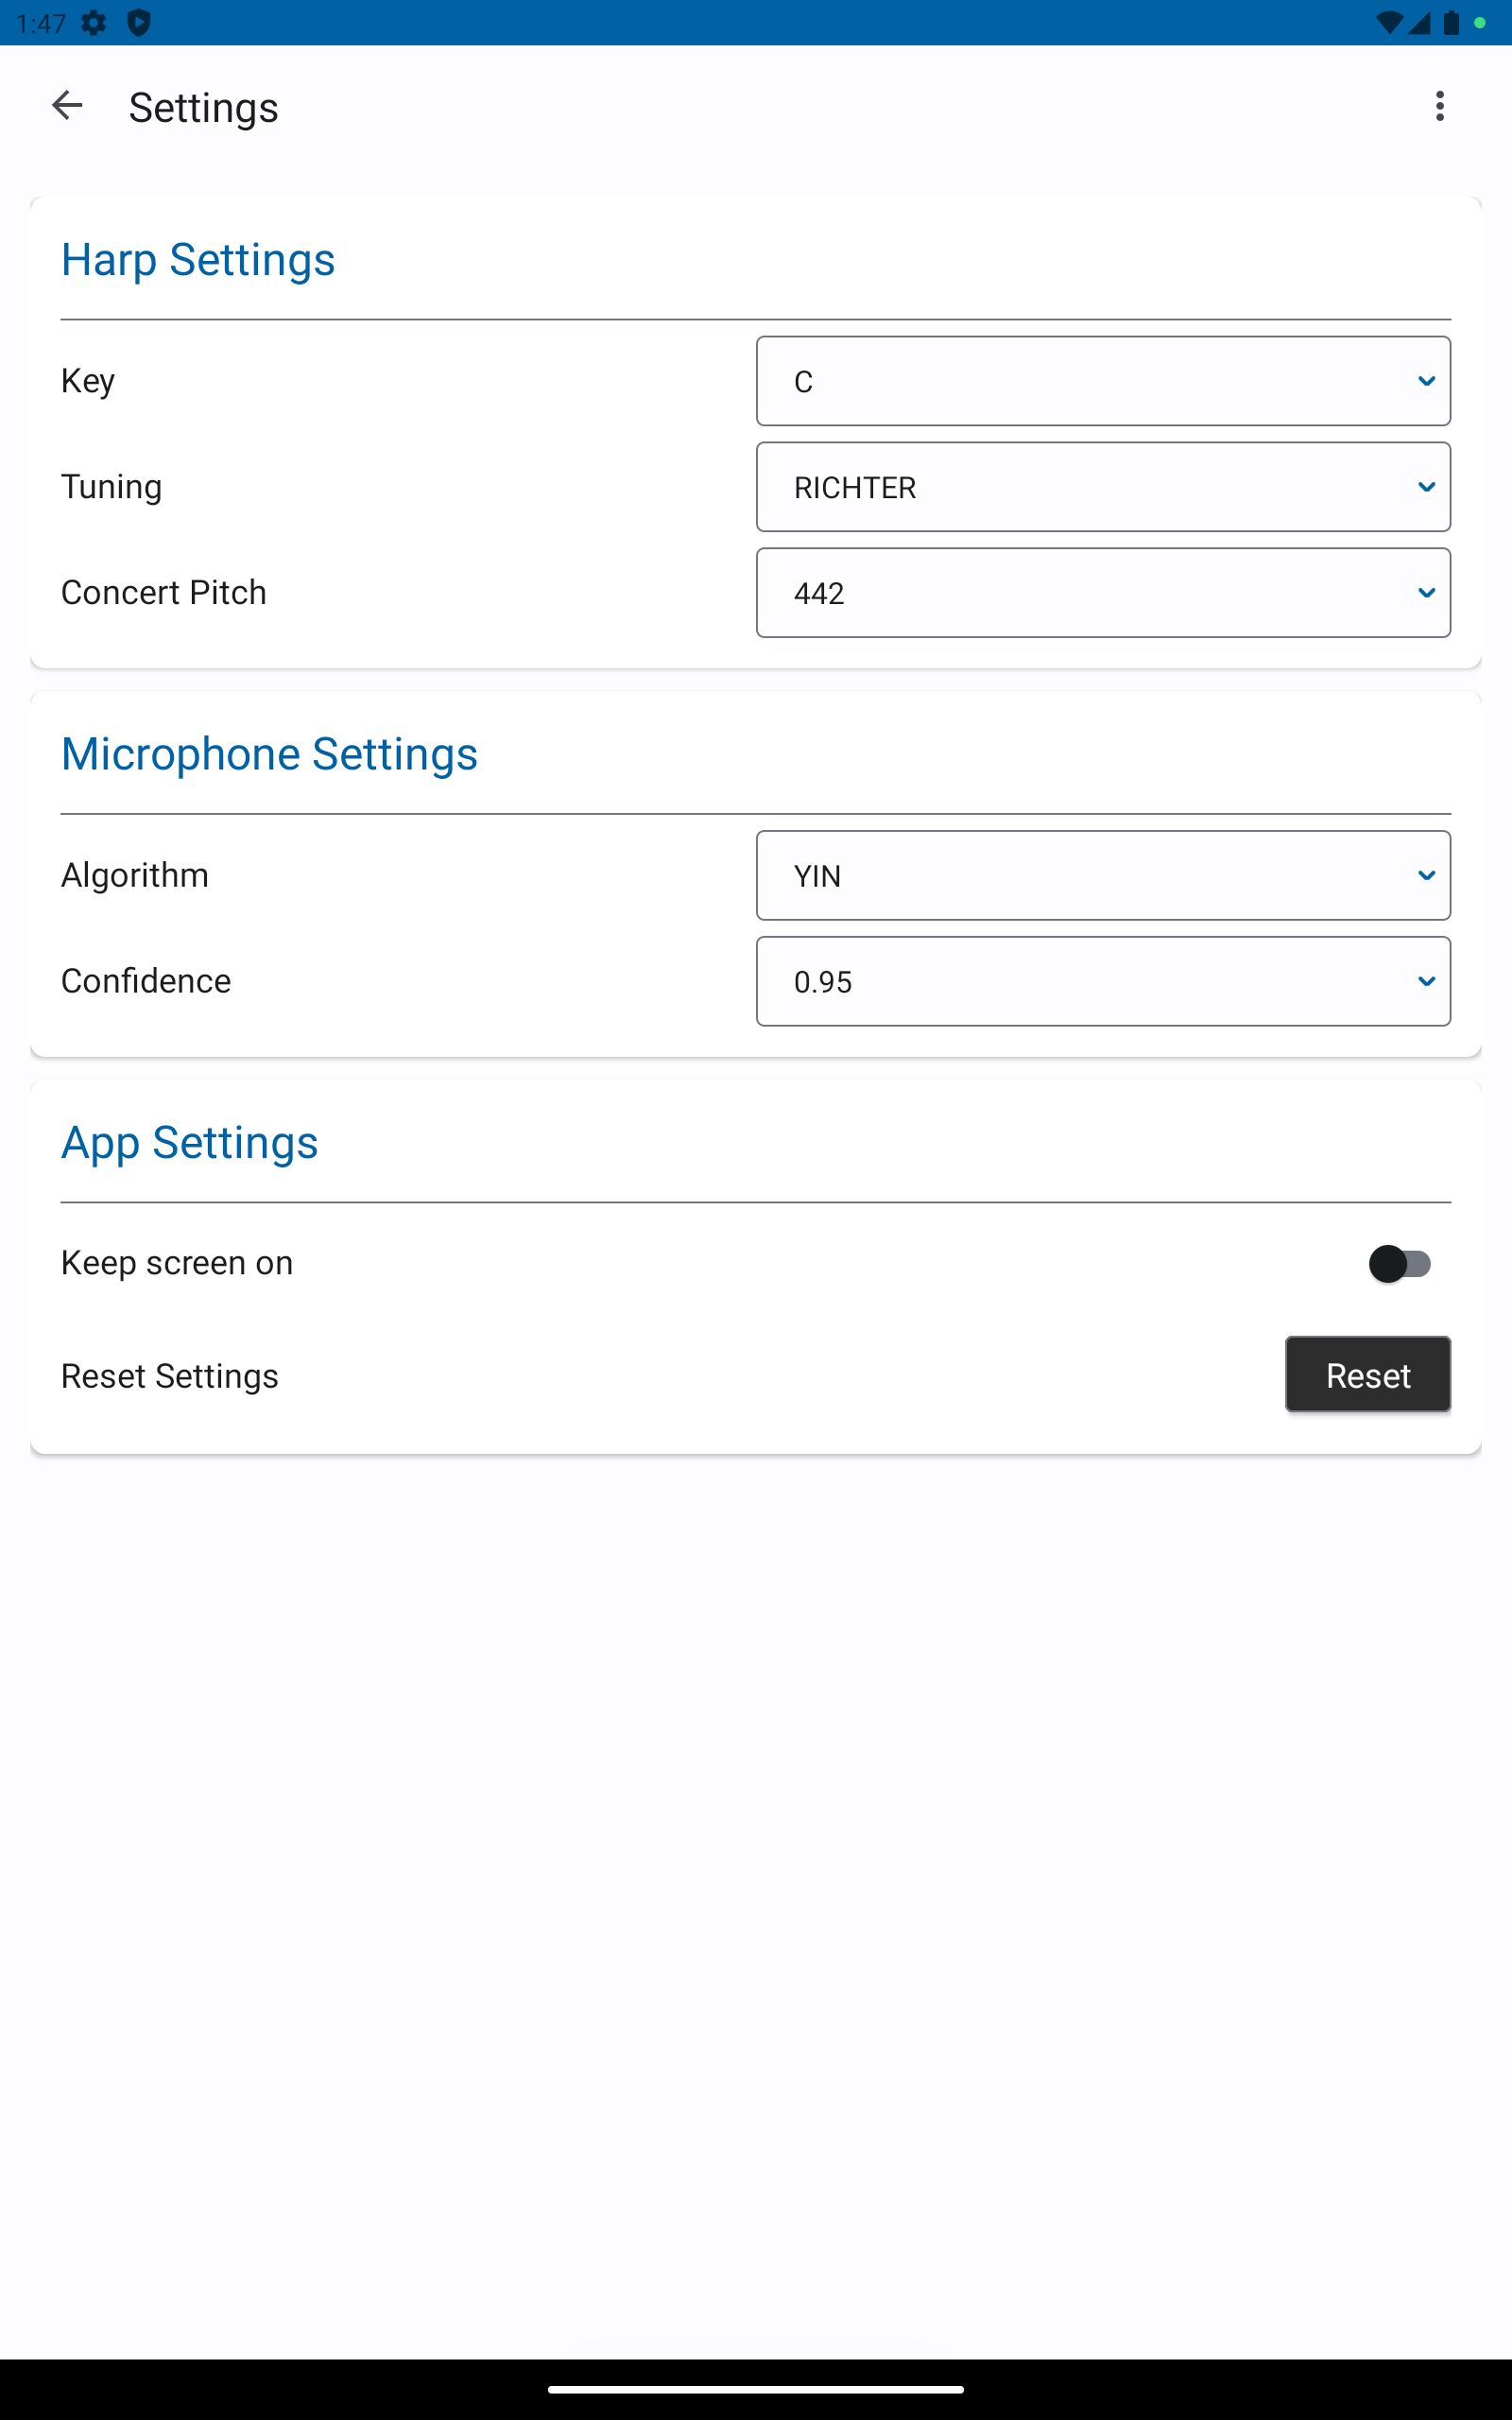 1:47
Settings
Harp Settings
Key
C
Tuning
RICHTER
Concert Pitch
442
Microphone Settings
Algorithm
YIN
Confidence
0.95
App Settings
Keep screen on
Reset Settings
Reset